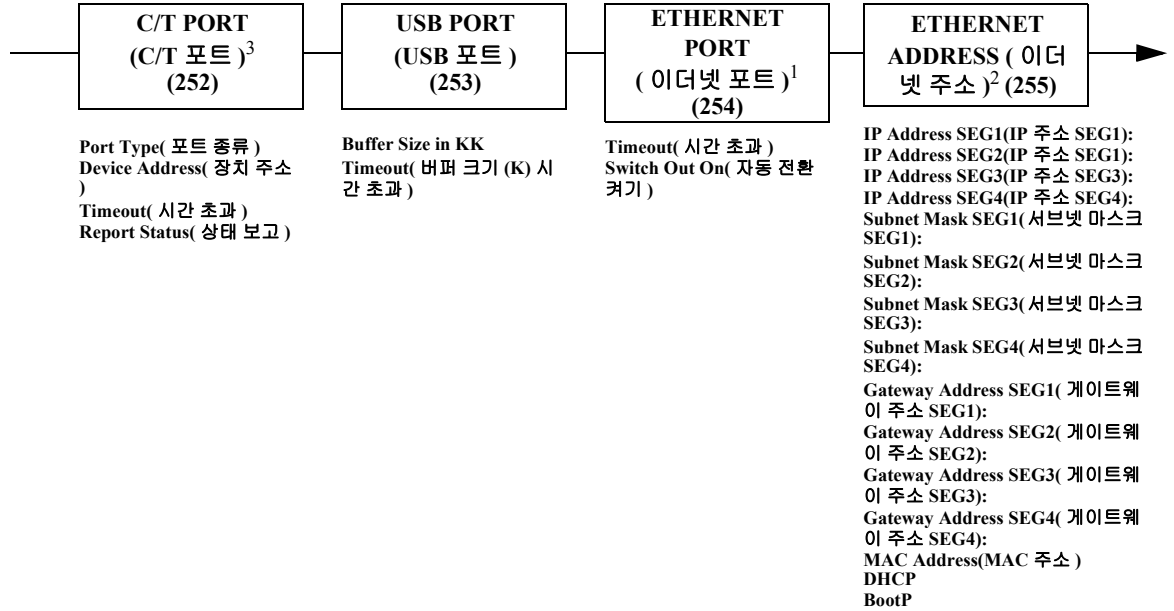 C/T PORT
(C/T 포트 )3
(252)
Port Type( 포트 종류 )
Device Address( 장치 주소
)
Timeout( 시간 초과 )
Report Status( 상태 보고 )
USB PORT
(USB 포트 )
(253)
Buffer Size in KK
Timeout( 버퍼 크기 (K) 시
간 초과 )
ETHERNET
PORT
( 이더넷 포트 )1
(254)
Timeout( 시간 초과 )
Switch Out On( 자동 전환
켜기 )
ETHERNET
ADDRESS ( 이더
넷 주소 )2 (255)
IP Address SEG1(IP 주소 SEG1):
IP Address SEG2(IP 주소 SEG1):
IP Address SEG3(IP 주소 SEG3):
IP Address SEG4(IP 주소 SEG4):
Subnet Mask SEG1( 서브넷 마스크
SEG1):
Subnet Mask SEG2( 서브넷 마스크
SEG2):
Subnet Mask SEG3( 서브넷 마스크
SEG3):
Subnet Mask SEG4( 서브넷 마스크
SEG4):
Gateway Address SEG1( 게이트웨
이 주소 SEG1):
Gateway Address SEG2( 게이트웨
이 주소 SEG2):
Gateway Address SEG3( 게이트웨
이 주소 SEG3):
Gateway Address SEG4( 게이트웨
이 주소 SEG4):
MAC Address(MAC 주소 )
DHCP
BootP